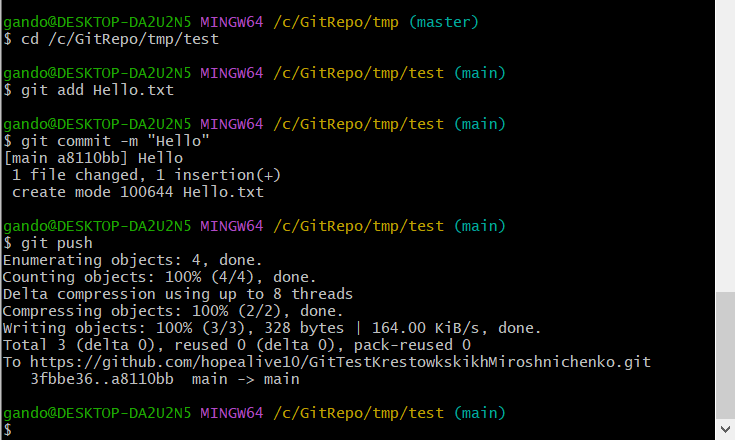 gando@DESKTOP-DA2U2N5 MINGW64 /c/GitRepo/tmp (master)
$ cd /c/GitRepo/tmp/test
gando@DESKTOP-DA2U2N5 MINGW64 /c/GitRepo/tmp/test (main)
$ git add Hello.txt
gando@DESKTOP-DA2U2N5 MINGW64 /c/GitRepo/tmp/test (main)
$ git commit -m "Hello"
[main a8110bb] Hello
 1 file changed, 1 insertion(+)
 create mode 100644 Hello.txt
gando@DESKTOP-DA2U2N5 MINGW64 /c/GitRepo/tmp/test (main)
$ git push
Enumerating objects: 4, done.
Counting objects: 100% (4/4), done.
Delta compression using up to 8 threads
Compressing objects: 100% (2/2), done.
Writing objects: 100% (3/3), 328 bytes | 164.00 KiB/s, done.
Total 3 (delta 0), reused 0 (delta 0), pack-reused 0
To https://github.com/hopealive10/GitTestKrestowkskikhMiroshnichenko.git
   3fbbe36..a8110bb  main -> main
gando@DESKTOP-DA2U2N5 MINGW64 /c/GitRepo/tmp/test (main)
$